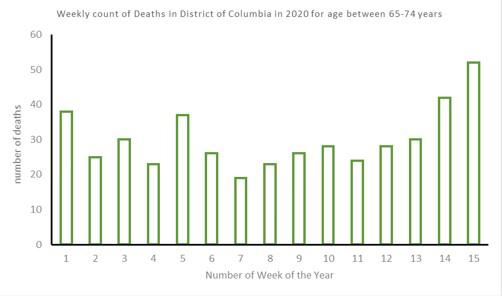 Weekly count of Deaths in District of Columbia in 2020 for age between 65-74 years
60
50
40
30
20
10
0
number of deaths
1 2 3 4 5 6 7 8 9 10 11 12 13 14 15
Number of Week of the Year